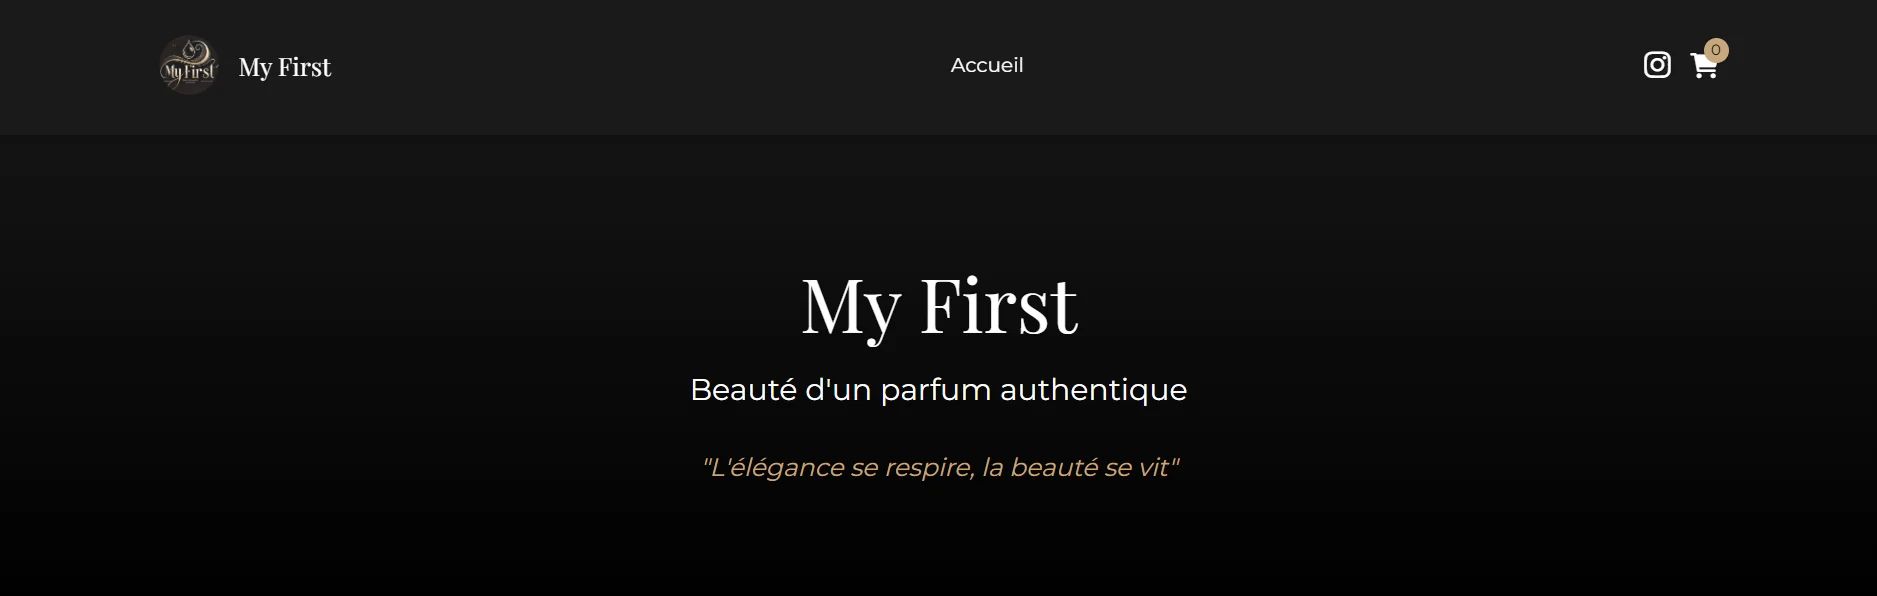 My First
My First
Accueil
0
My First
Beauté d'un parfum authentique
"L'élégance se respire, la beauté se vit"